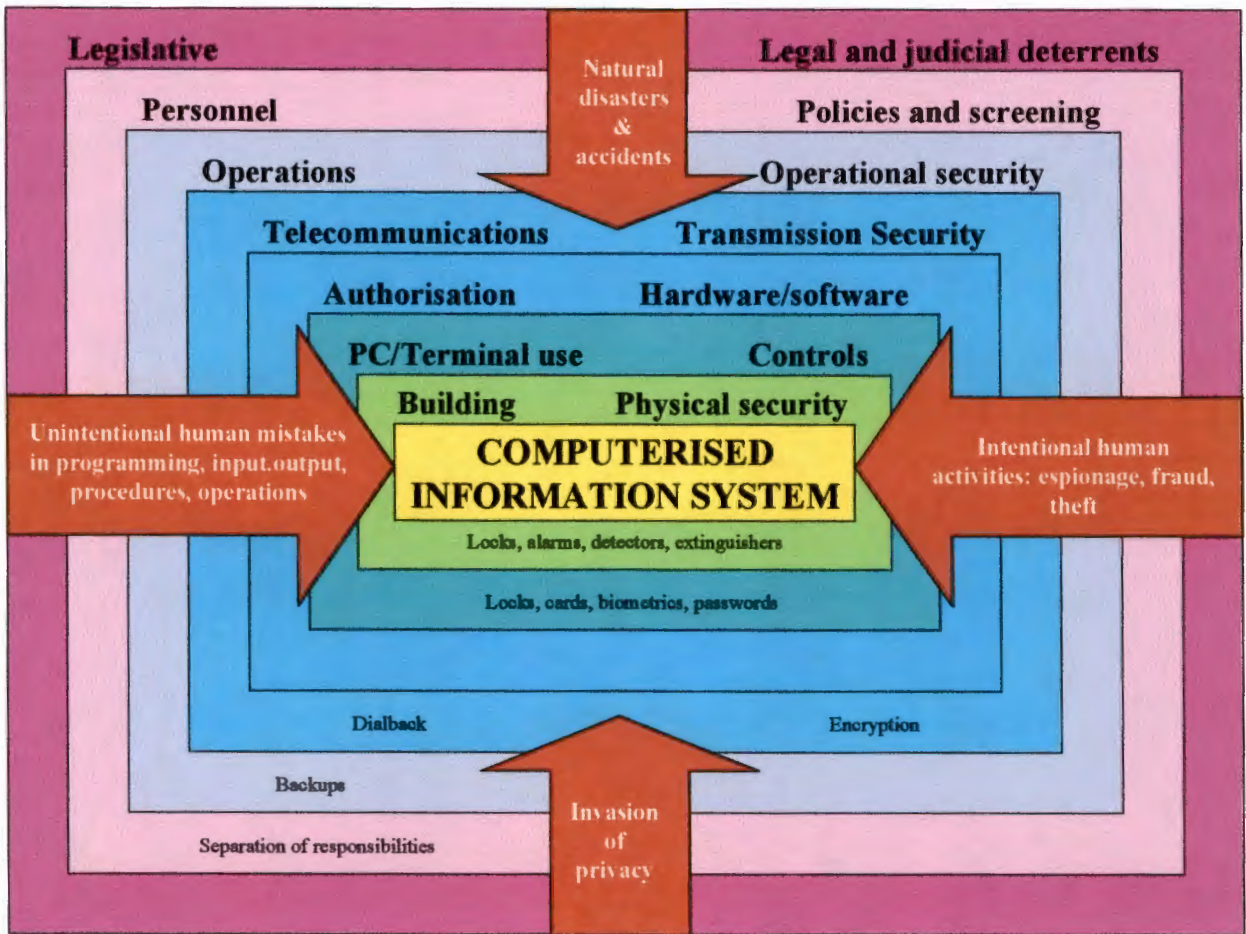 Legislative
Legal and judicial deterrents
Natural
disasters
&
accidents
Personnel
Policies and screening
Operations
Operational security
Telecommunications
Transmission Security
Authorisation
Hardware/software
PC/Terminal use
Controls
Building
Physical security
Unintentional human mistakes
in programming, input.output,
procedures, operations
COMPUTERISED
INFORMATION SYSTEM
Intentional human
activities: espionage, fraud,
theft
Locks, alarms, detectors, extinguishers
Locks, cards, biometrics, passwords
Dialback
Encryption
Backups
Separation of responsibilities
Invasion
of
privacy